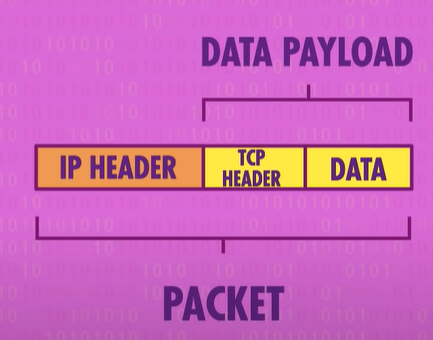 DATA PAYLOAD
IP HEADER
TCP
HEADER
DATA
PACKET